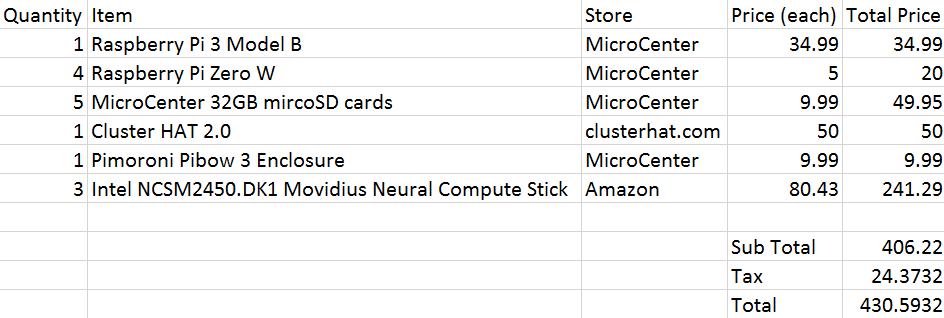 Quantity Item Store Price (each) Total Price
1 Raspberry Pi 3 Model B MicroCenter 34.99 34.99
4 Raspberry Pi Zero W MicroCenter 5 20
5 MicroCenter 32GB mircoSD cards MicroCenter 9.99 49.95
1 Cluster HAT 2.0 clusterhat.com 50 50
1 Pimoroni Pibow 3 Enclosure MicroCenter 9.99 9.99
3 Intel NCSM2450.DK1 Movidius Neural Compute Stick Amazon 80.43 241.29
Sub Total 406.22
Tax 24.3732
Total 430.5932